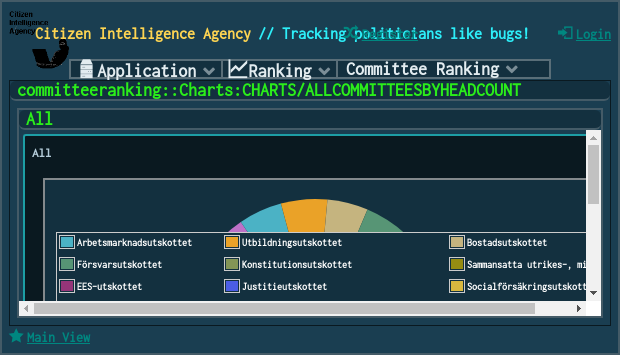 Citizen
Intelligence
Agency
Citizen Intelligence Agency // Tracking politicians like bugs!
Login
Application
Ranking
Committee Ranking
committeeranking::Charts:CHARTS/ALLCOMMITTEESBYHEADCOUNT
All
All
Arbetsmarknadsutskottet
Utbildningsutskottet
Bostadsutskottet
Försvarsutskottet
Konstitutionsutskottet
Sammansatta utrikes-, mi
EES-utskottet
Justitieutskottet
Socialförsäkringsutskott
Main View